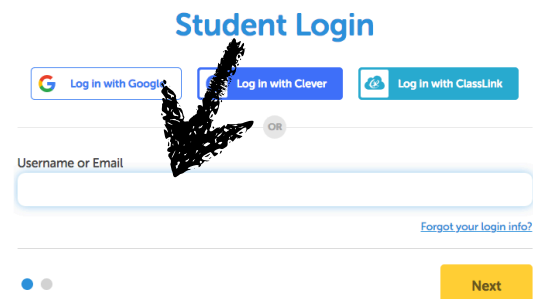 Student Login
Log in with Google Log in with Clever Log in with ClassLink
OR
Username or Email
Forgot your login info?
Next